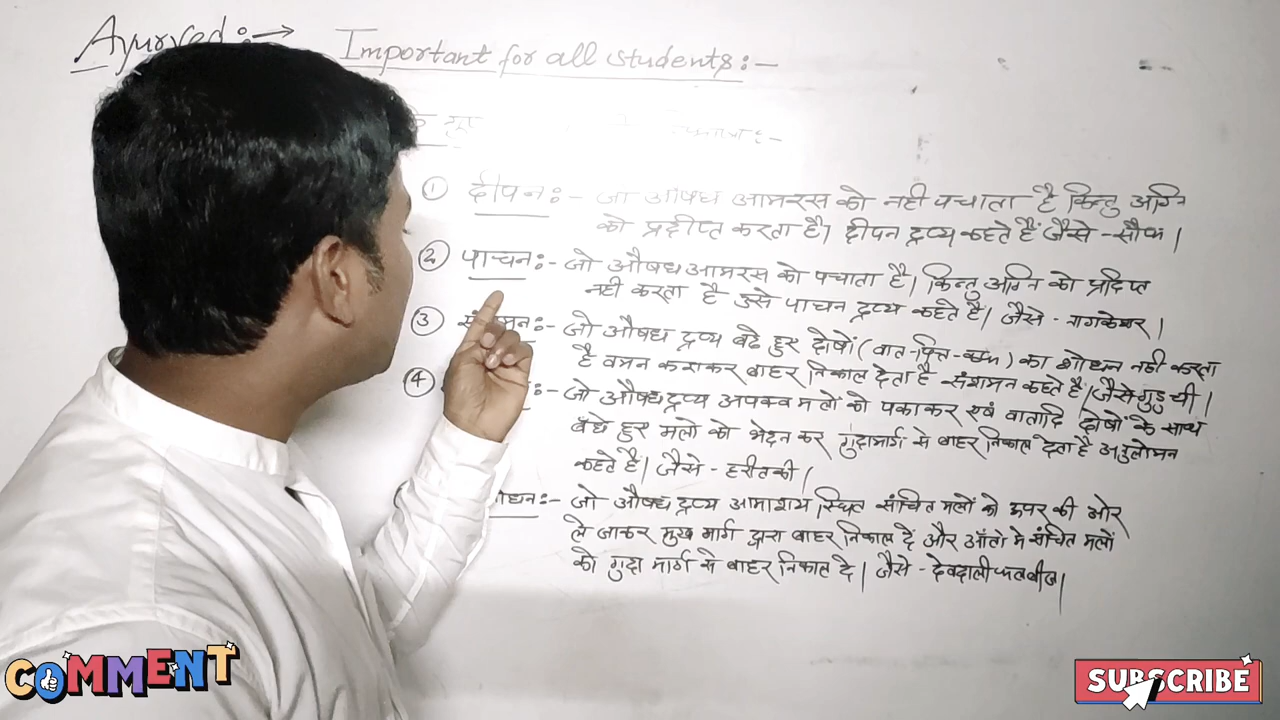 Ayurved :→ Important for all students :-
① दीपन :- जो औषध आमरस को नही पचाता है किन्तु अग्नि
को प्रदीप्त करता है। दीपन द्रव्य कहते हैं जैसे - सौफ।
② पाचन :- जो औषध आमरस को पचाता है। किन्तु अग्नि को प्रदिप्त
नही करता है उसे पाचन द्रव्य कहते है। जैसे - नागकेशर।
③ संशमन :- जो औषध द्रव्य बढे हुए दोषों (वात-पित्त-कफ) का शोधन नही करता
है वमन कराकर बाहर निकाल देता है संशमन कहते है। जैसे गुडुची।
④ :- जो औषध द्रव्य अपक्व मलों को पकाकर एवं वातादि दोषों के साथ
बँधे हुए मलो को भेदन कर गुदामार्ग से बाहर निकाल देता है अनुलोमन
कहते है। जैसे - हरीतकी।
:- जो औषध द्रव्य आमाशय स्थित संचित मलों को ऊपर की ओर
ले जाकर मुख मार्ग द्वारा बाहर निकाल दें और आँतो मे संचित मलों
को गुदा मार्ग से बाहर निकाल दे। जैसे - देवदाली फलबीज।
COMMENT
SUBSCRIBE